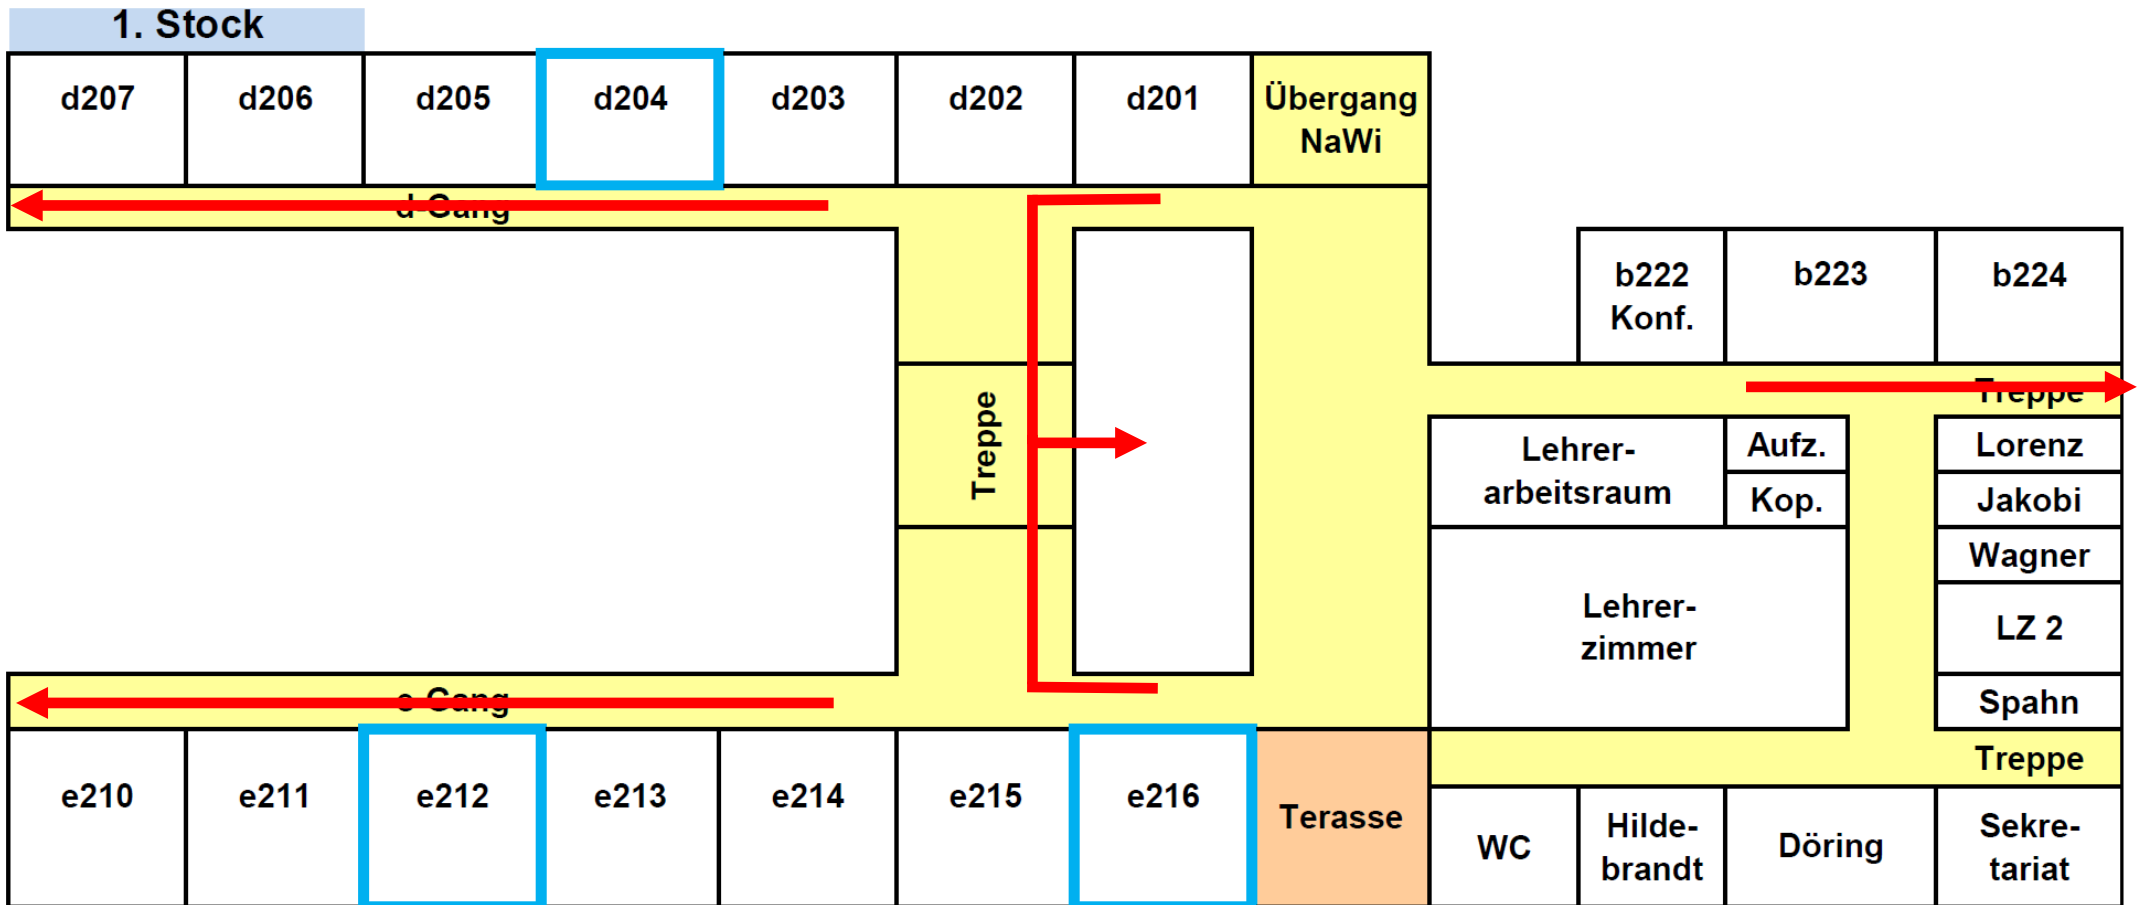 1. Stock
d207 d206 d205 d204 d203 d202 d201 Übergang
NaWi
d-Gang
b222 b223 b224
Konf.
Treppe
Treppe
Lehrer-
arbeitsraum
Aufz.
Kop.
Lorenz
Jakobi
Wagner
Lehrer-
zimmer
LZ 2
Spahn
e-Gang
Treppe
e210 e211 e212 e213 e214 e215 e216 Terasse
WC
Hilde-
brandt
Döring
Sekre-
tariat